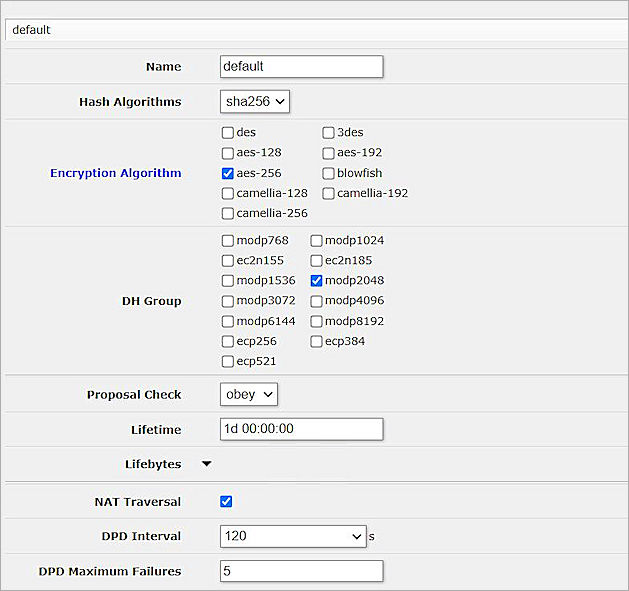 default
Name default
Hash Algorithms sha256
des 3des
aes-128 aes-192
Encryption Algorithm aes-256 blowfish
camellia-128 camellia-192
camellia-256
modp768 modp1024
ec2n155 ec2n185
modp1536 modp2048
DH Group modp3072 modp4096
modp6144 modp8192
ecp256 ecp384
ecp521
Proposal Check obey
Lifetime 1d 00:00:00
Lifebytes
NAT Traversal
DPD Interval 120 s
DPD Maximum Failures 5